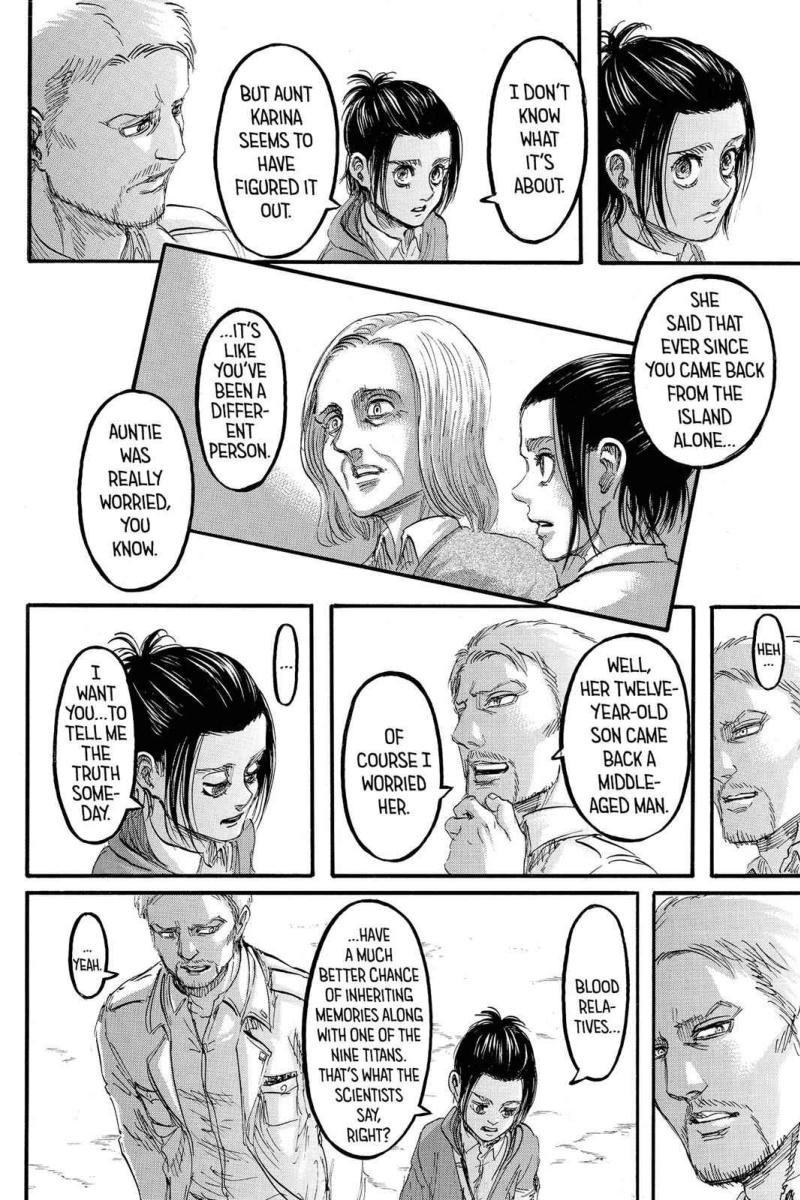 I DON'T
KNOW
WHAT
IT'S
ABOUT.
BUT AUNT
KARINA
SEEMS TO
HAVE
FIGURED IT
OUT.
SHE
SAID THAT
EVER SINCE
YOU CAME BACK
FROM THE
ISLAND
ALONE...
...IT'S
LIKE
YOU'VE
BEEN A
DIFFER-
ENT
PERSON.
AUNTIE
WAS
REALLY
WORRIED,
YOU
KNOW.
HEH
...
WELL,
HER TWELVE-
YEAR-OLD
SON CAME
BACK A
MIDDLE-
AGED MAN.
OF
COURSE I
WORRIED
HER.
...
I
WANT
YOU...TO
TELL ME
THE
TRUTH
SOME-
DAY.
BLOOD
RELA-
TIVES...
...HAVE
A MUCH
BETTER CHANCE
OF INHERITING
MEMORIES ALONG
WITH ONE OF THE
NINE TITANS.
THAT'S WHAT THE
SCIENTISTS
SAY,
RIGHT?
...
YEAH.